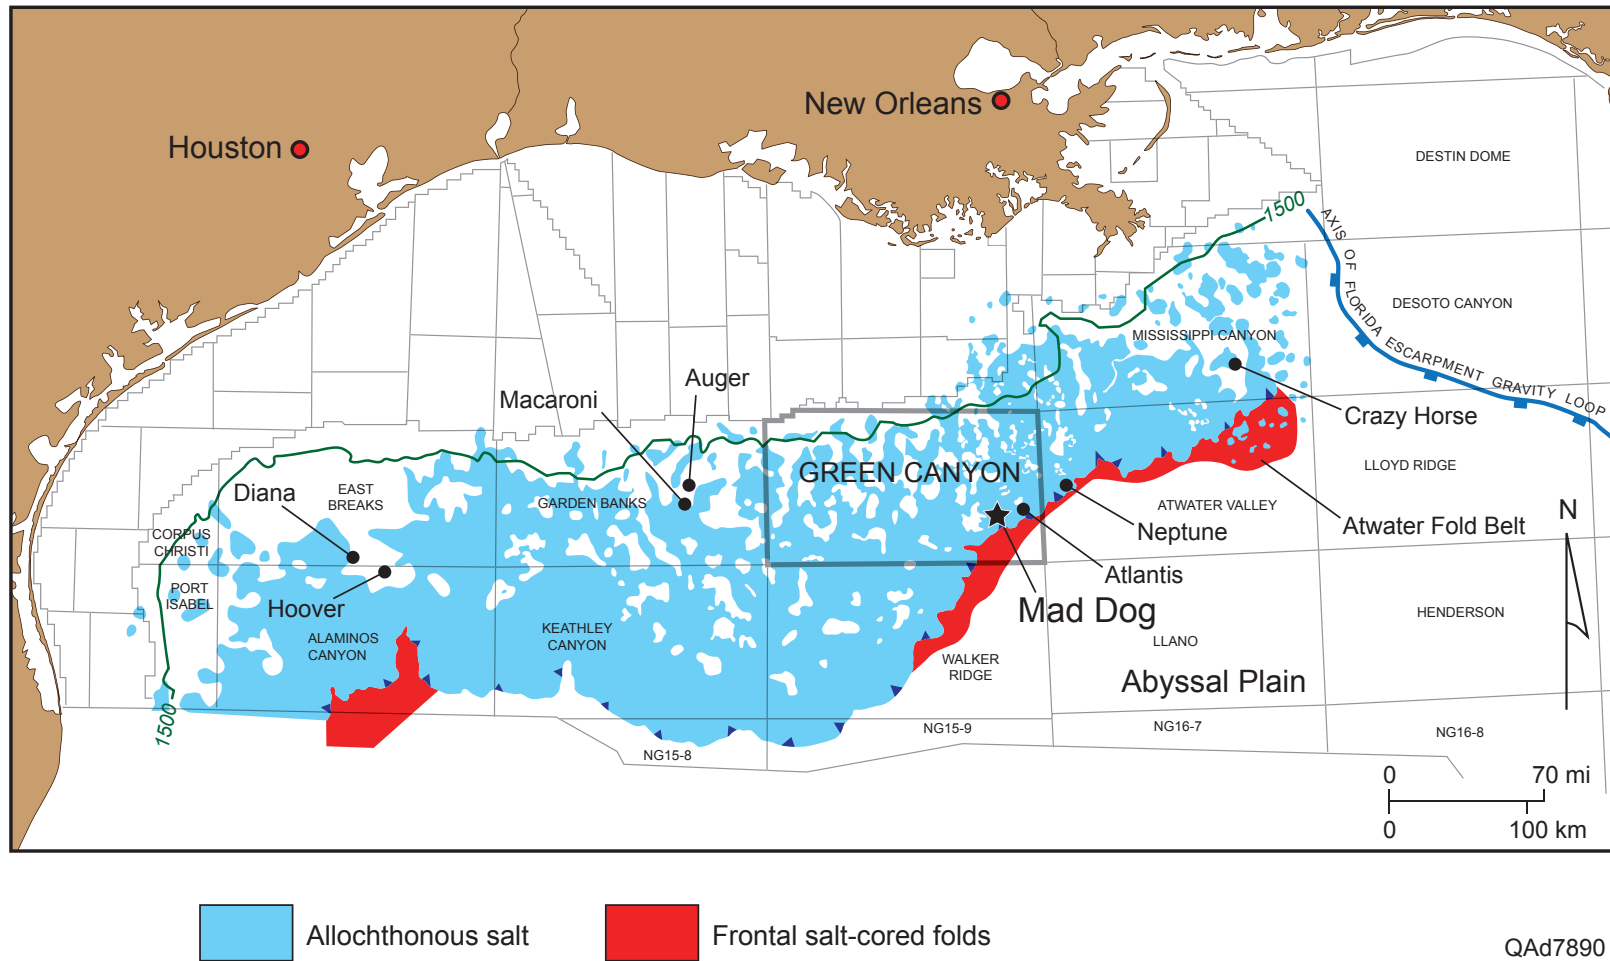 New Orleans
Houston
DESTIN DOME
1500
AXIS OF FLORIDA ESCARPMENT GRAVITY LOOP
DESOTO CANYON
MISSISSIPPI CANYON
Auger
Macaroni
Crazy Horse
GREEN CANYON
LLOYD RIDGE
Diana
EAST
BREAKS
GARDEN BANKS
ATWATER VALLEY
N
Neptune
Atwater Fold Belt
CORPUS
CHRISTI
Atlantis
PORT
ISABEL
Hoover
Mad Dog
HENDERSON
ALAMINOS
CANYON
KEATHLEY
CANYON
LLANO
WALKER
RIDGE
Abyssal Plain
1500
NG15-9
NG16-7
NG16-8
NG15-8
0 70 mi
0 100 km
Allochthonous salt
Frontal salt-cored folds
QAd7890